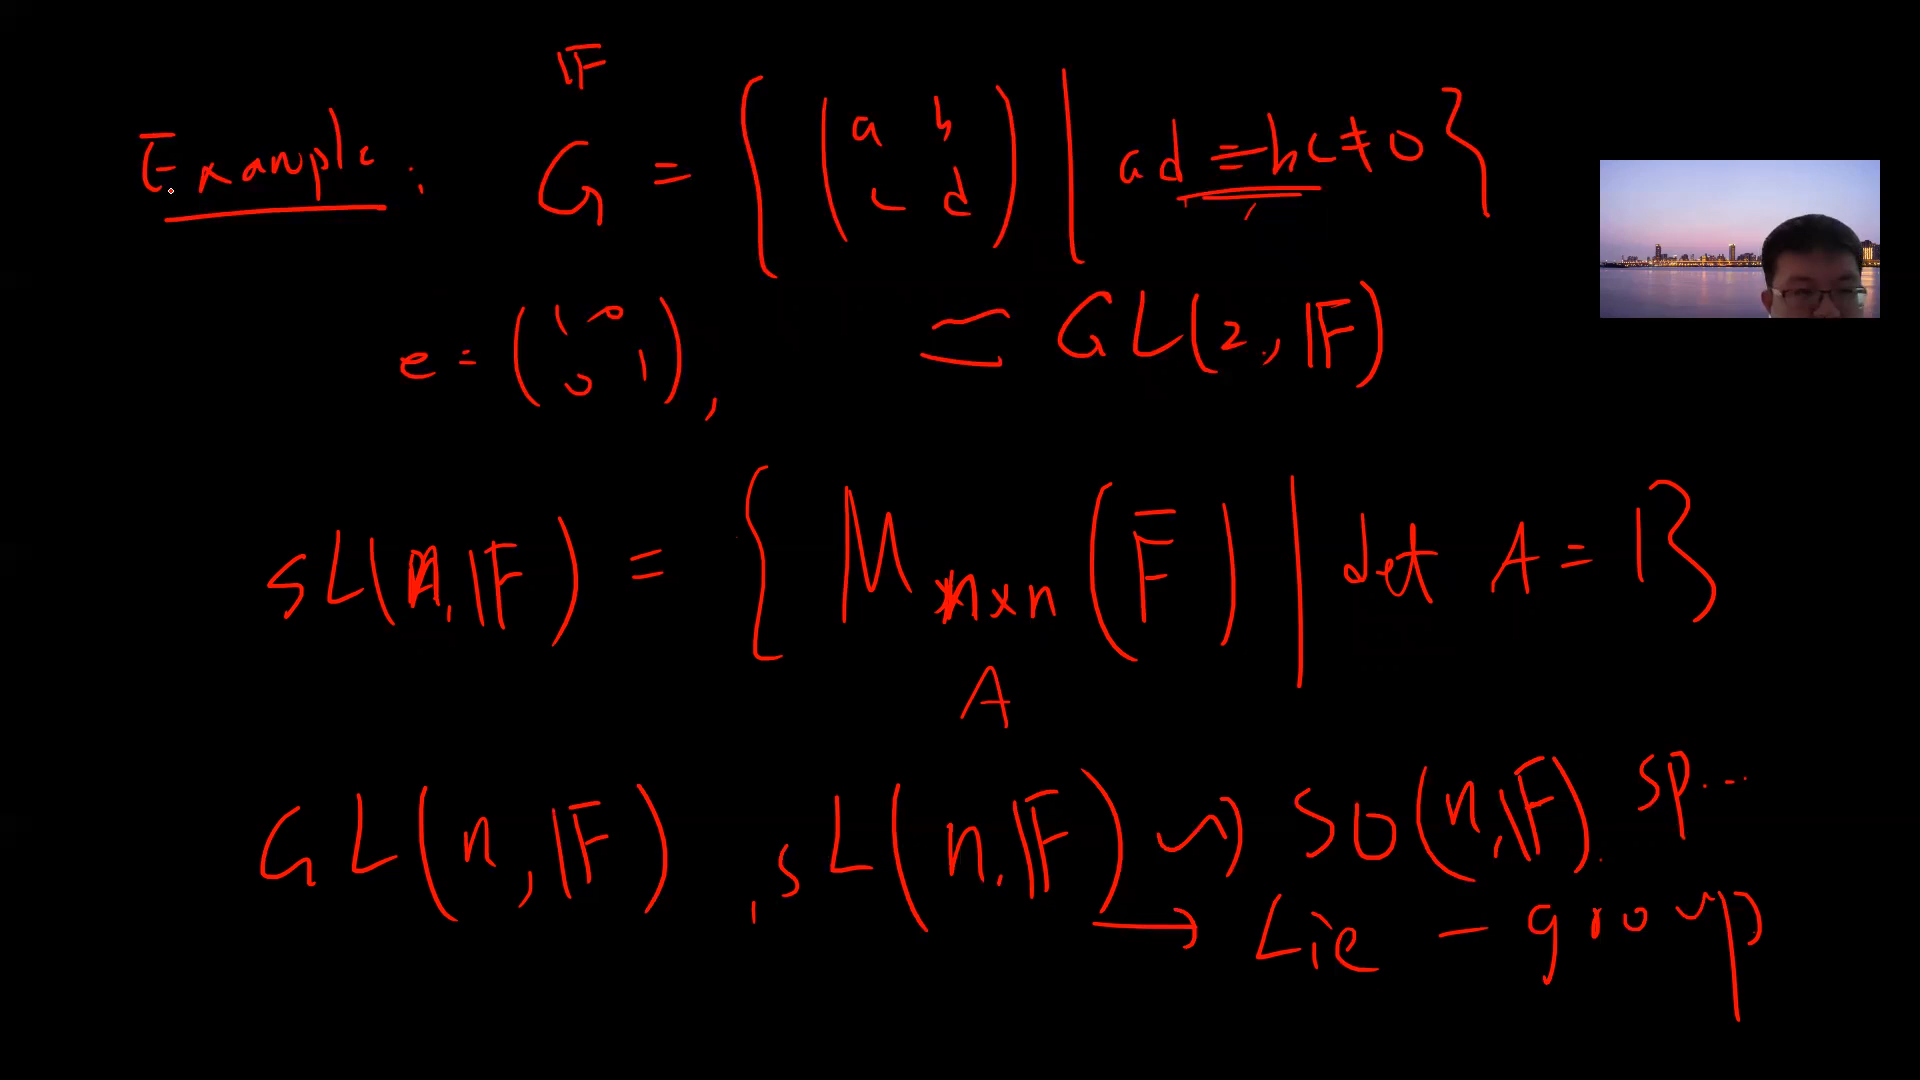 𝔽
Example: G = { ( a b c d ) | ad = bc ≠ 0 }
e = ( 1 0 0 1 ), = GL(2, 𝔽)
SL(n, 𝔽) = { M n×n (F) | det A = 1 }
A
GL(n, 𝔽), SL(n, 𝔽) ⇝ SO(n, 𝔽). Sp...
→ Lie - group